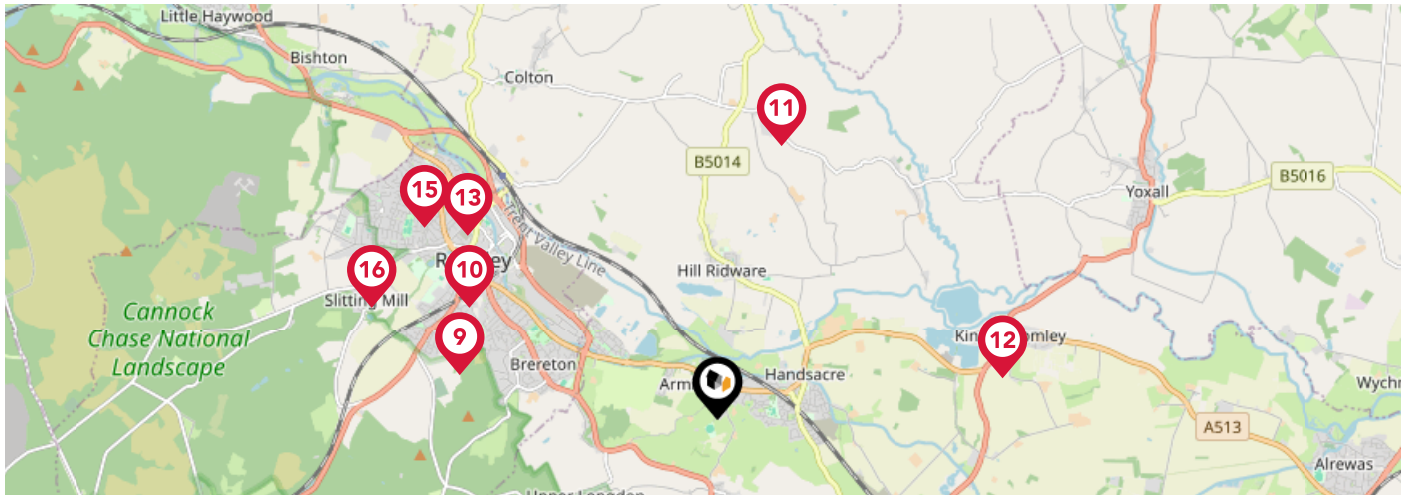 Little Haywood
Bishton
Colton
11
B5014
B5016
Yoxall
15
13
Trent Valley Line
16
10
Hill Ridware
Slitting Mill
Cannock
Chase National
Landscape
9
12
Brereton
Handsacre
A513
Alrewas